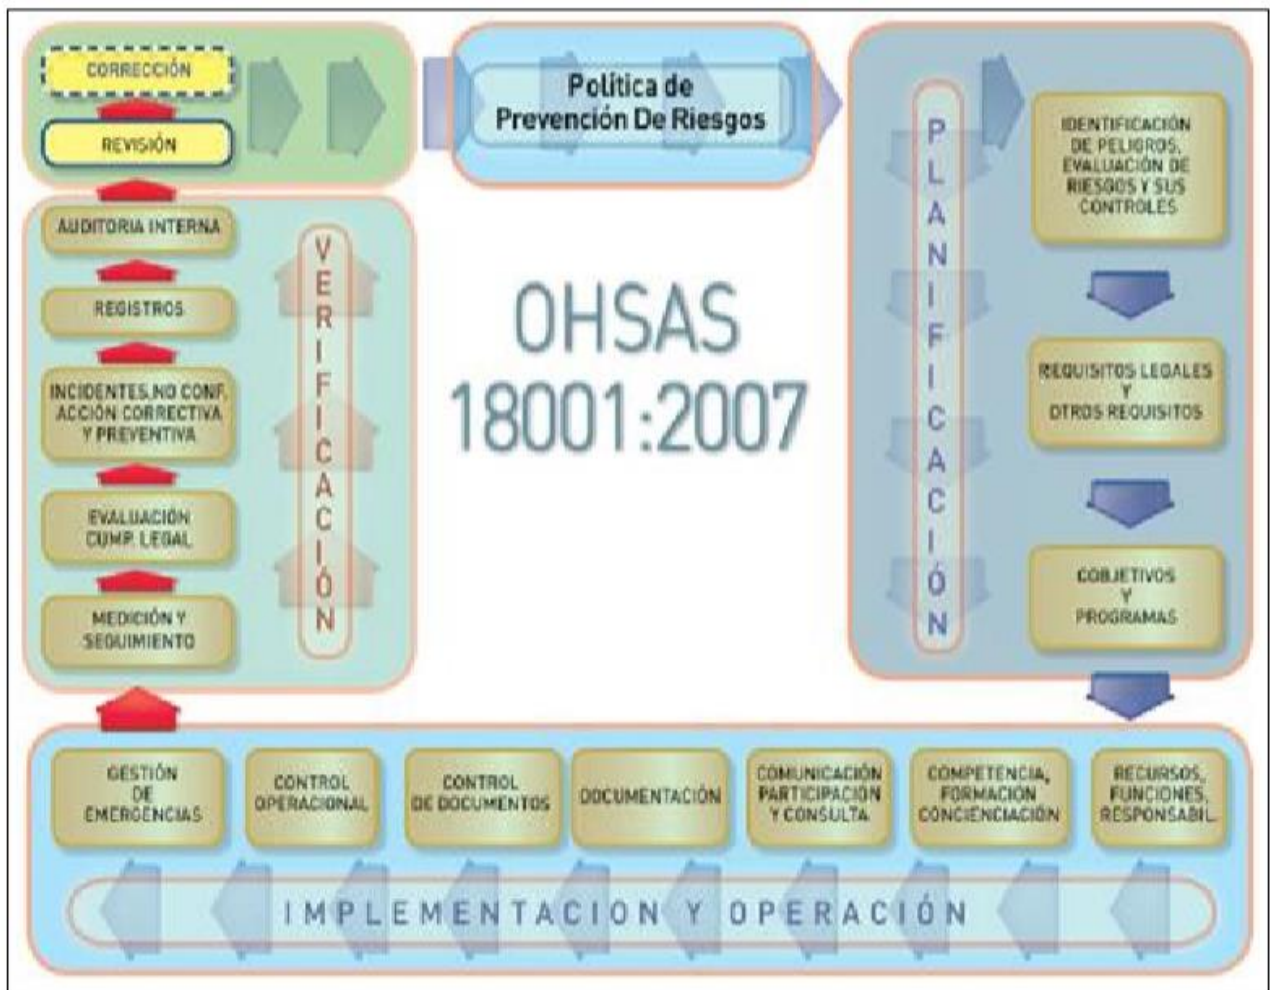 CORRECCIÓN
REVISIÓN
Política de
Prevención De Riesgos
PLANIFICACIÓN
IDENTIFICACIÓN
DE PELIGROS,
EVALUACIÓN DE
RIESGOS Y SUS
CONTROLES
REQUISITOS LEGALES
Y
OTROS REQUISITOS
COBJETIVOS
Y
PROGRAMAS
AUDITORIA INTERNA
REGISTROS
INCIDENTES, NO CONF.
ACCIÓN CORRECTIVA
Y PREVENTIVA
EVALUACIÓN
CUMP. LEGAL
MEDICIÓN Y
SEGUIMIENTO
VERIFICACIÓN
OHSAS
18001:2007
GESTIÓN
DE
EMERGENCIAS
CONTROL
OPERACIONAL
CONTROL
DE DOCUMENTOS
DOCUMENTACIÓN
COMUNICACIÓN
PARTICIPACIÓN
Y CONSULTA
COMPETENCIA,
FORMACION
CONCIENCIACIÓN
RECURSOS,
FUNCIONES,
RESPONSABIL.
IMPLEMENTACION Y OPERACIÓN